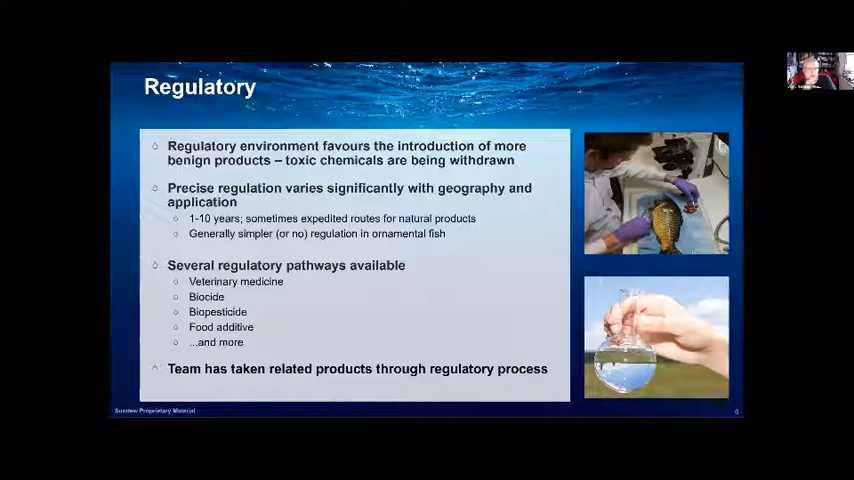 Regulatory
Regulatory environment favours the introduction of more
benign products – toxic chemicals are being withdrawn
Precise regulation varies significantly with geography and
application
1-10 years; sometimes expedited routes for natural products
Generally simpler (or no) regulation in ornamental fish
Several regulatory pathways available
Veterinary medicine
Biocide
Biopesticide
Food additive
...and more
Team has taken related products through regulatory process
Sundew Proprietary Material